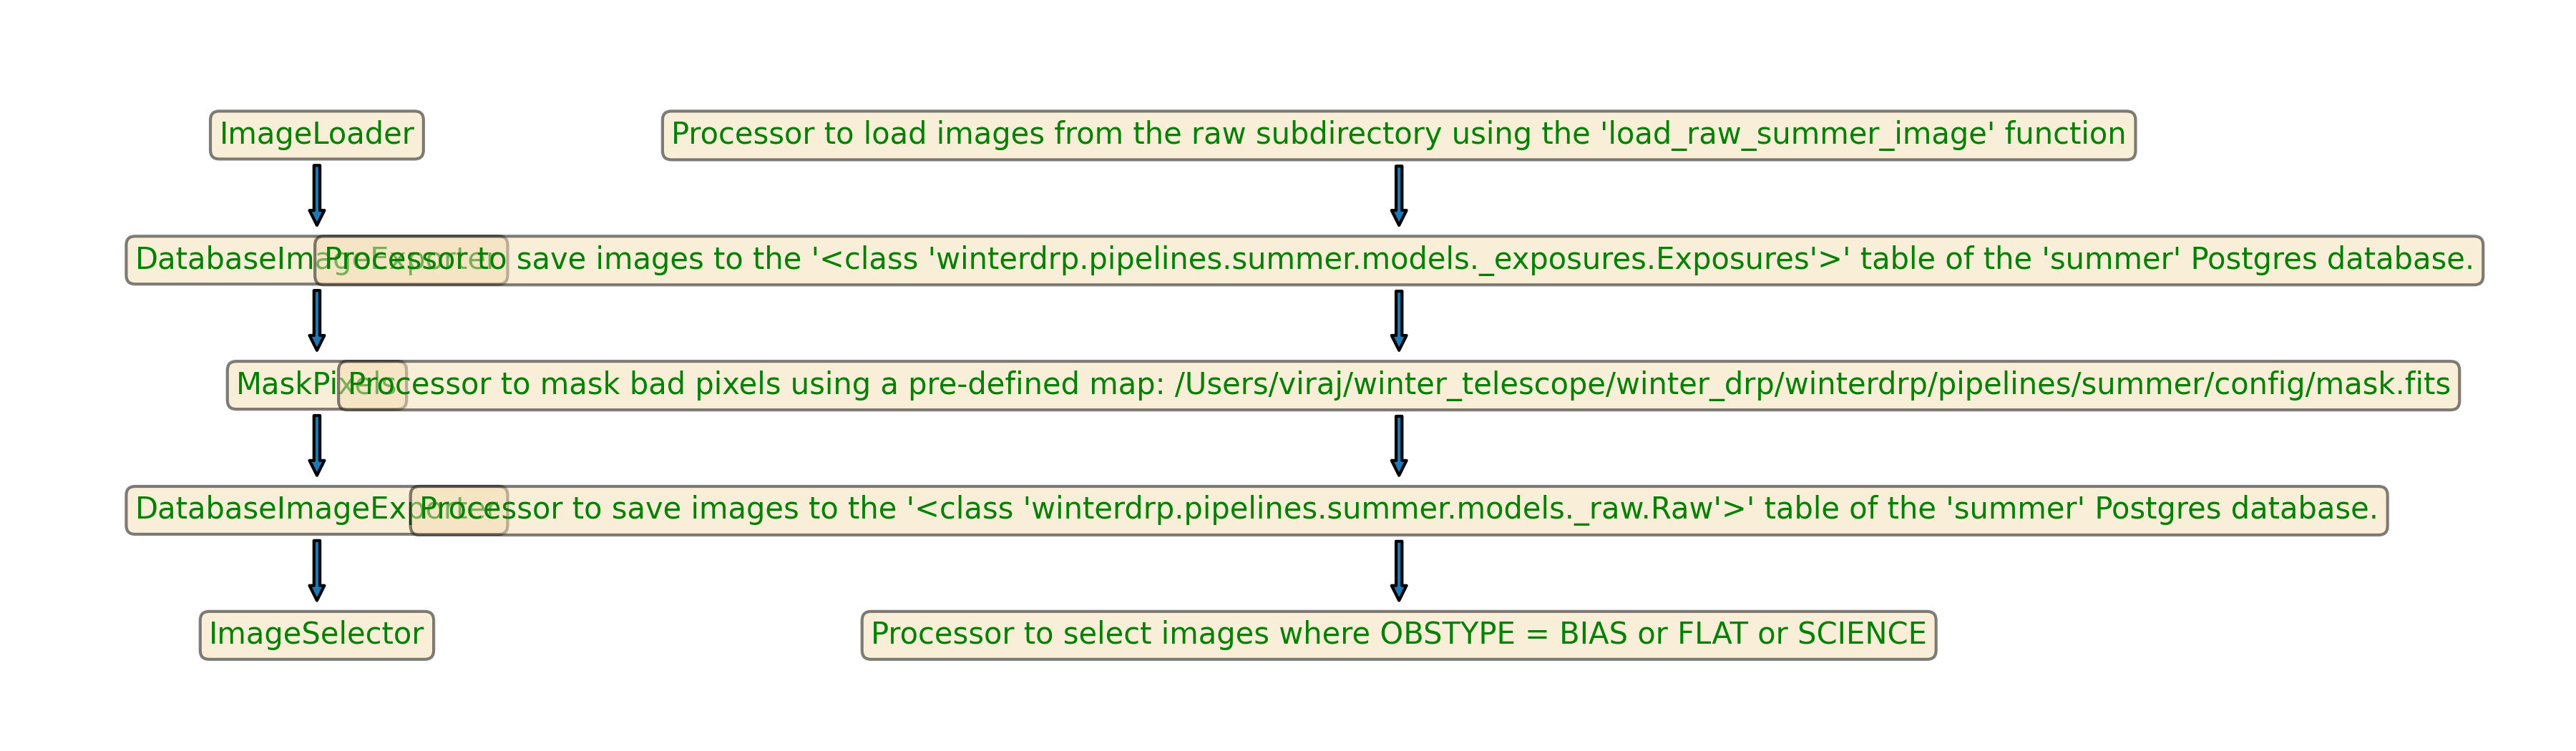 ImageLoader
Processor to load images from the raw subdirectory using the 'load_raw_summer_image' function
DatabaseImageExporter
Processor to save images to the '<class 'winterdrp.pipelines.summer.models._exposures.Exposures'>' table of the 'summer' Postgres database.
MaskPixels
Processor to mask bad pixels using a pre-defined map: /Users/viraj/winter_telescope/winter_drp/winterdrp/pipelines/summer/config/mask.fits
DatabaseImageExporter
Processor to save images to the '<class 'winterdrp.pipelines.summer.models._raw.Raw'>' table of the 'summer' Postgres database.
ImageSelector
Processor to select images where OBSTYPE = BIAS or FLAT or SCIENCE